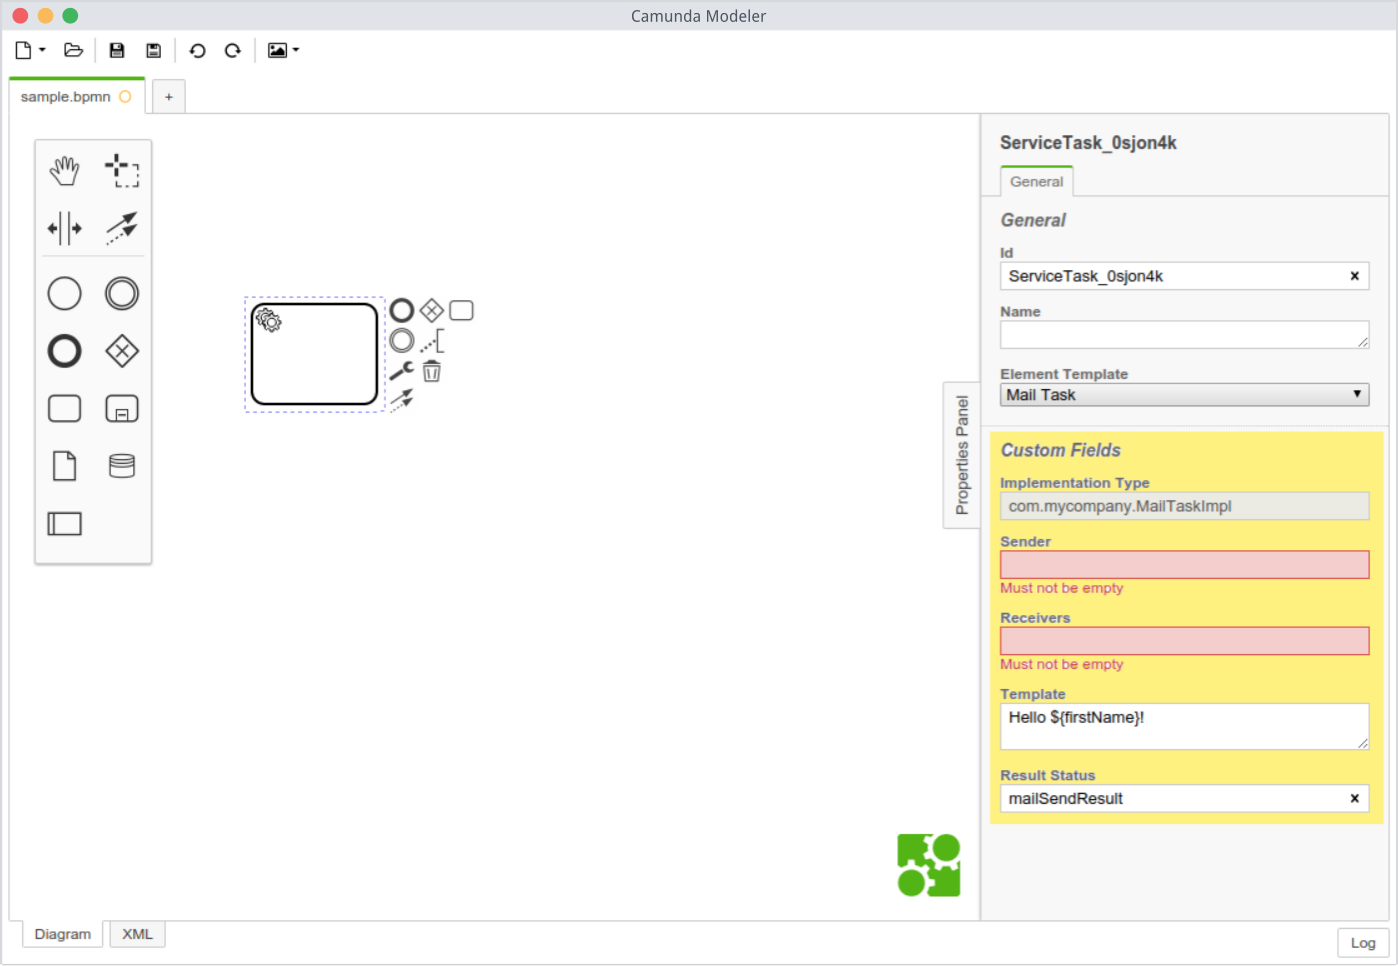 Camunda Modeler
sample.bpmn
+
ServiceTask_0sjon4k
General
General
Id
ServiceTask_0sjon4k
Name
Element Template
Mail Task
Properties Panel
Custom Fields
Implementation Type
com.mycompany.MailTaskImpl
Sender
Must not be empty
Receivers
Must not be empty
Template
Hello ${firstName}!
Result Status
mailSendResult
Diagram
XML
Log